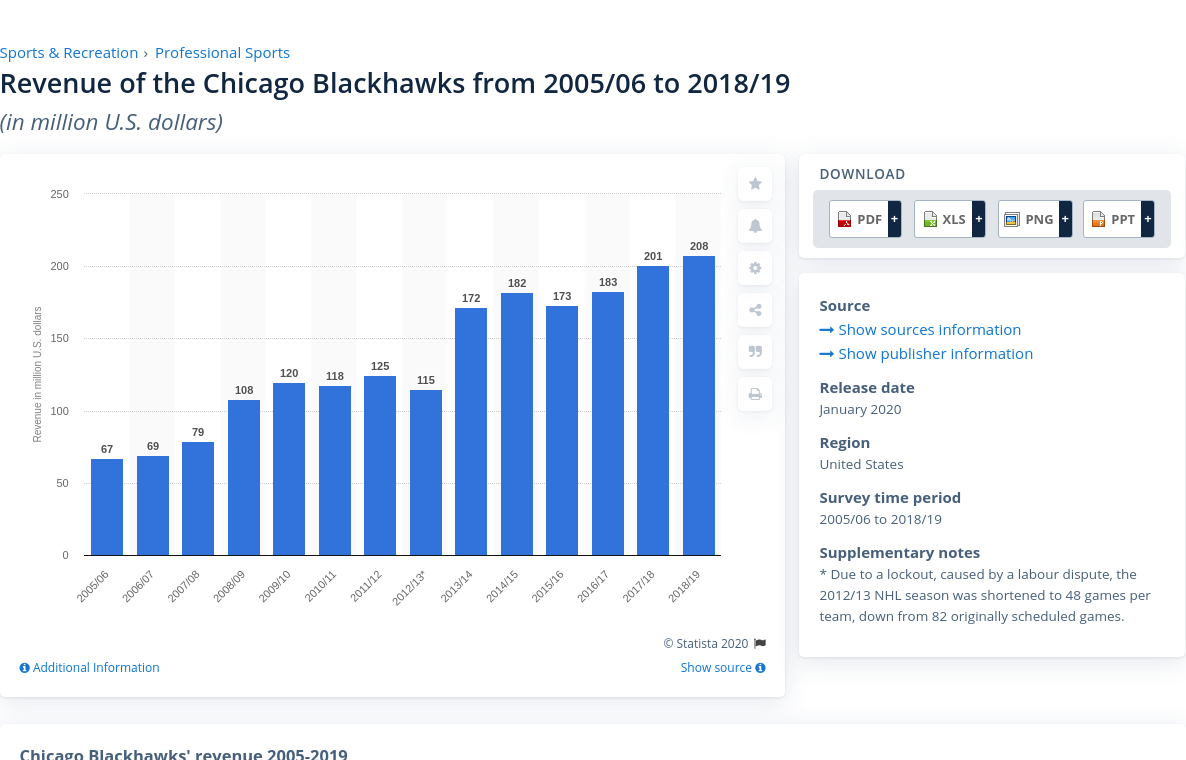 Sports & Recreation › Professional Sports
Revenue of the Chicago Blackhawks from 2005/06 to 2018/19
(in million U.S. dollars)
Revenue in million U.S. dollars
250
200
150
100
50
0
67
69
79
108
120
118
125
115
172
182
173
183
201
208
2005/06
2006/07
2007/08
2008/09
2009/10
2010/11
2011/12
2012/13*
2013/14
2014/15
2015/16
2016/17
2017/18
2018/19
© Statista 2020
Additional Information
Show source
DOWNLOAD
PDF +
XLS +
PNG +
PPT +
Source
Show sources information
Show publisher information
Release date
January 2020
Region
United States
Survey time period
2005/06 to 2018/19
Supplementary notes
* Due to a lockout, caused by a labour dispute, the
2012/13 NHL season was shortened to 48 games per
team, down from 82 originally scheduled games.
Chicago Blackhawks' revenue 2005-2019